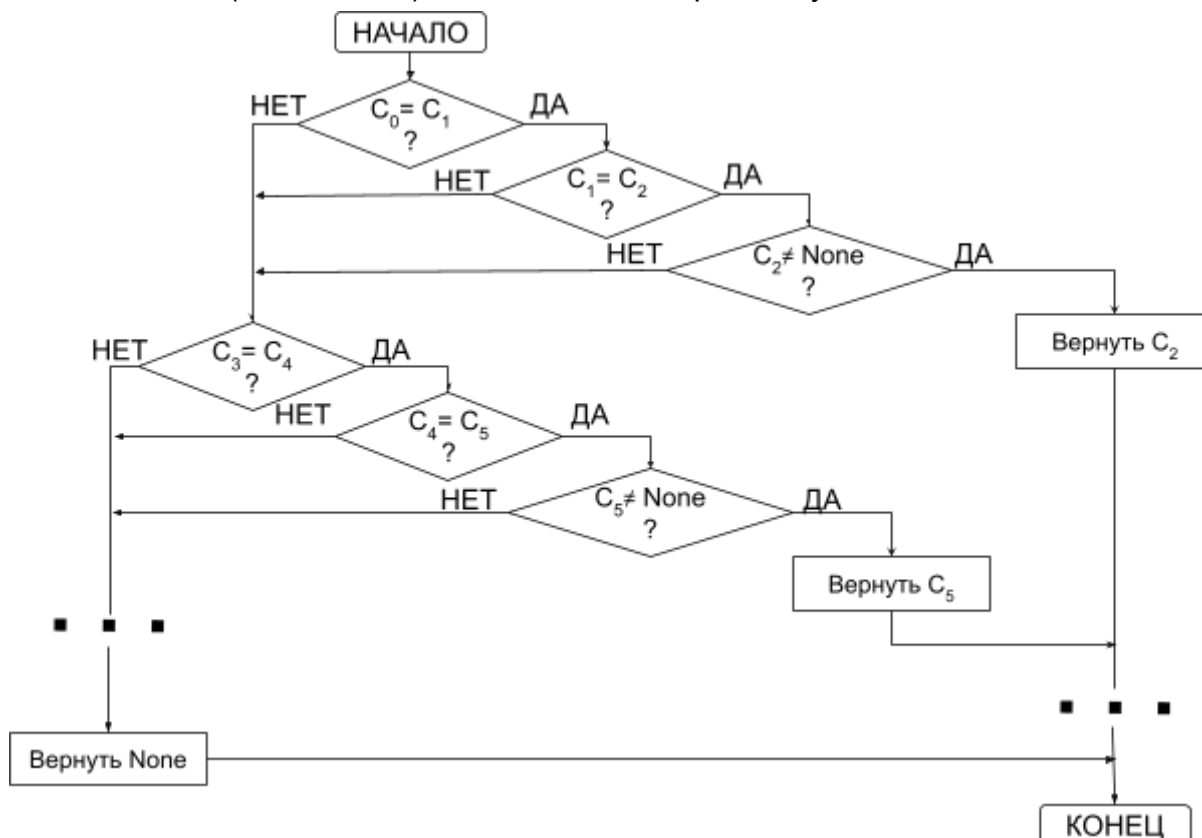 НАЧАЛО
НЕТ
C0= C1
?
ДА
НЕТ
C1= C2
?
ДА
НЕТ
C2≠ None
?
ДА
Вернуть C2
НЕТ
C3= C4
?
ДА
НЕТ
C4= C5
?
ДА
НЕТ
C5≠ None
?
ДА
Вернуть C5
Вернуть None
КОНЕЦ